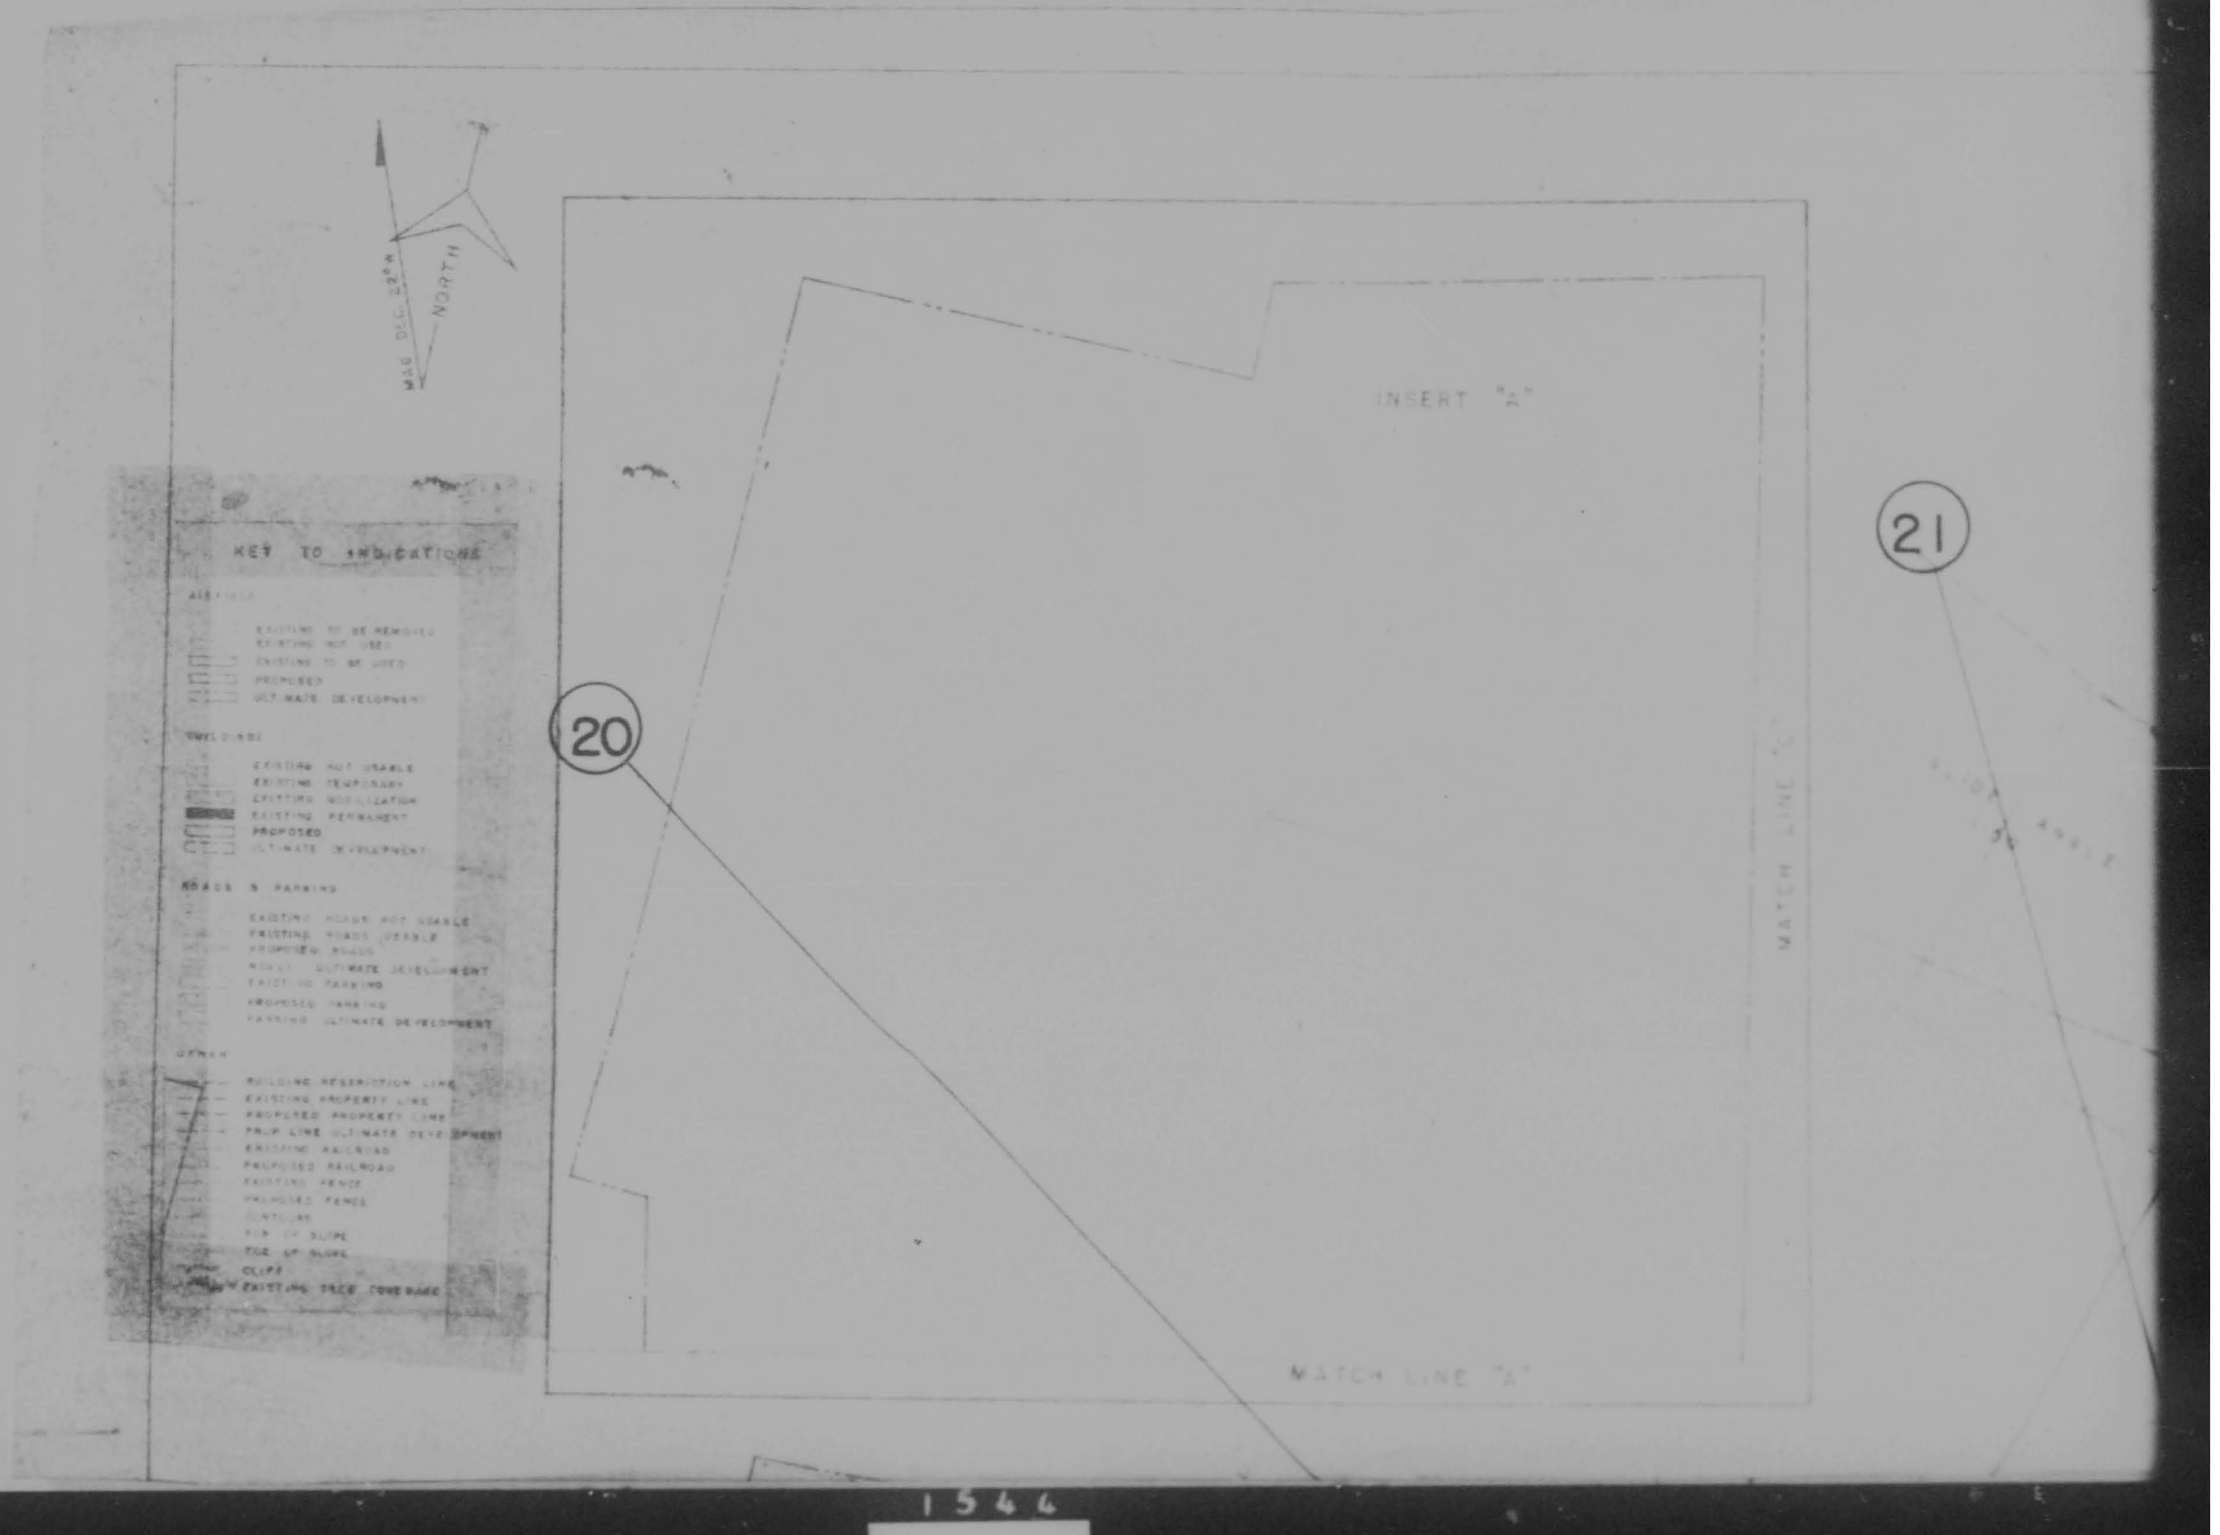 MAG DEC 22° W
NORTH
INSERT "A"
KEY TO INDICATIONS
AIRFIELD
EXISTING TO BE REMOVED
EXISTING NOT USED
EXISTING TO BE USED
PROPOSED
ULTIMATE DEVELOPMENT
BUILDINGS
EXISTING NOT USABLE
EXISTING TEMPORARY
EXISTING MOBILIZATION
EXISTING PERMANENT
PROPOSED
ULTIMATE DEVELOPMENT
ROADS & PARKING
EXISTING ROADS NOT USABLE
EXISTING ROADS USABLE
PROPOSED ROADS
ROADS ULTIMATE DEVELOPMENT
EXISTING PARKING
PROPOSED PARKING
PARKING ULTIMATE DEVELOPMENT
OTHER
BUILDING RESTRICTION LINE
EXISTING PROPERTY LINE
PROPOSED PROPERTY LINE
PROP LINE ULTIMATE DEVELOPMENT
EXISTING RAILROAD
PROPOSED RAILROAD
EXISTING FENCE
PROPOSED FENCE
CONTOURS
TOP OF SLOPE
TOE OF SLOPE
CLIFF
EXISTING TREE COVERAGE
20
21
MATCH LINE "C"
GLIDE ANGLE
MATCH LINE "A"
1544